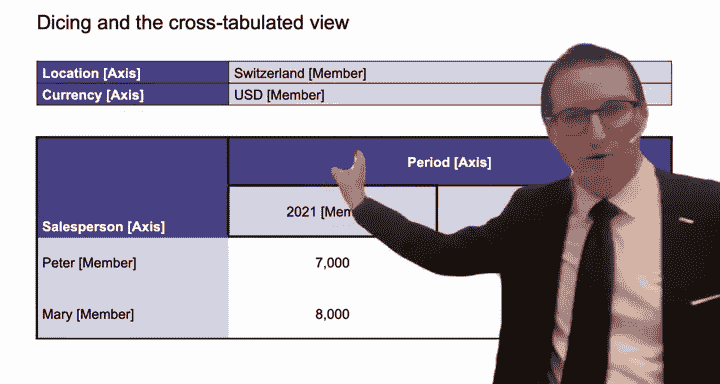 Dicing and the cross-tabulated view
Location [Axis] Switzerland [Member]
Currency [Axis] USD [Member]
Period [Axis]
Salesperson [Axis] 2021
Peter [Member] 7,000
Mary [Member] 8,000